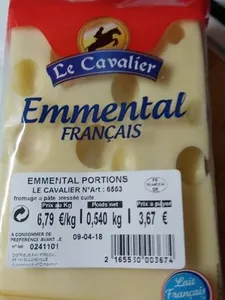 Le Cavalier
Emmental
FRANÇAIS
EMMENTAL PORTIONS
LE CAVALIER N°Art : 6553
fromage à pâte pressée cuite
Prix au Kg Poids net Prix à payer
6,79 €/kg 0,540 kg 3,67 €
A CONSOMMER DE
PREFERENCE AVANT LE
09-04-18
0241101
2 165510 003674
Lait
Français